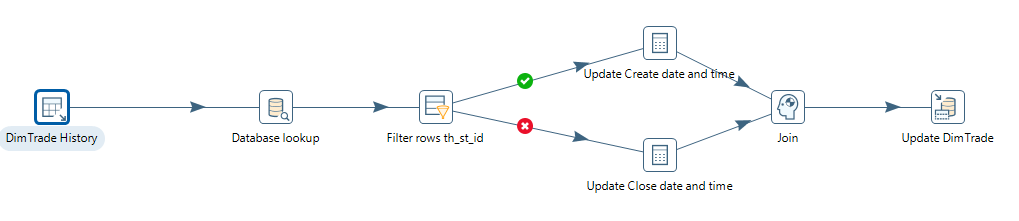 Update Create date and time
DimTrade History
Database lookup
Filter rows th_st_id
Join
Update DimTrade
Update Close date and time